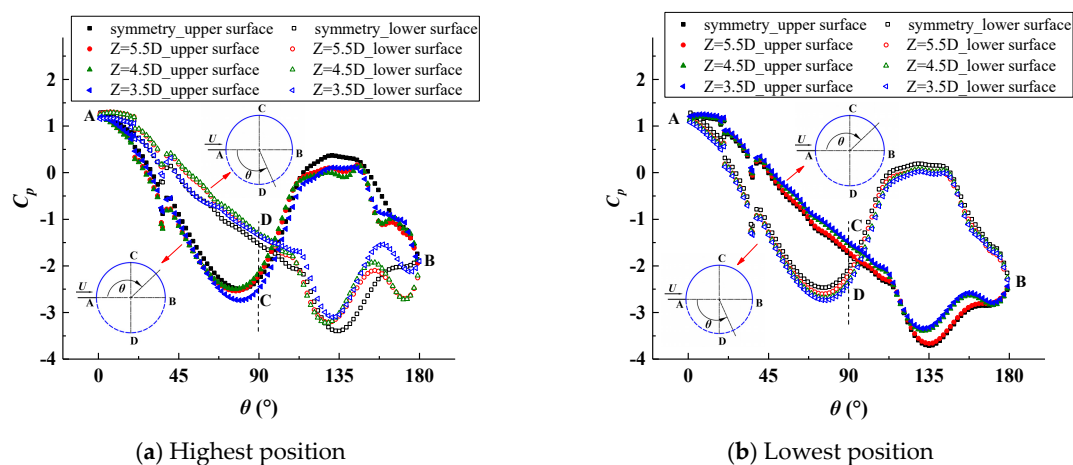 symmetry_upper surface symmetry_lower surface
Z=5.5D_upper surface Z=5.5D_lower surface
Z=4.5D_upper surface Z=4.5D_lower surface
Z=3.5D_upper surface Z=3.5D_lower surface
2
1
0
-1
-2
-3
-4
Cp
A
C
U
A
B
θ
D
D
C
B
C
U
θ
A
B
D
0 45 90 135 180
θ (°)
(a) Highest position
symmetry_upper surface symmetry_lower surface
Z=5.5D_upper surface Z=5.5D_lower surface
Z=4.5D_upper surface Z=4.5D_lower surface
Z=3.5D_upper surface Z=3.5D_lower surface
2
1
0
-1
-2
-3
-4
Cp
A
C
U
θ
A
B
D
C
D
B
C
U
A
B
θ
D
0 45 90 135 180
θ (°)
(b) Lowest position